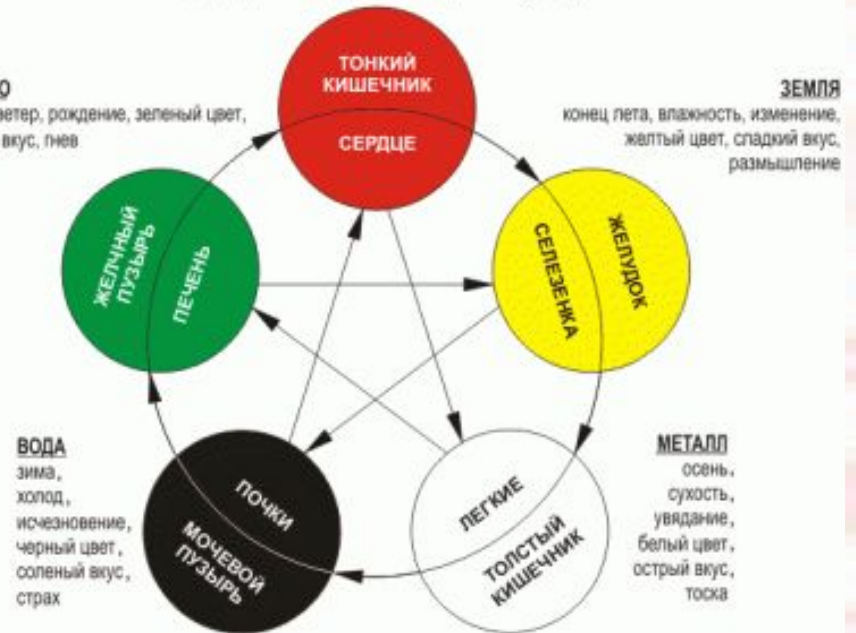 ТОНКИЙ
КИШЕЧНИК
СЕРДЦЕ
О
ветер, рождение, зеленый цвет,
вкус, гнев
ЗЕМЛЯ
конец лета, влажность, изменение,
желтый цвет, сладкий вкус,
размышление
ЖЕЛЧНЫЙ
ПУЗЫРЬ
ПЕЧЕНЬ
СЕЛЕЗЕНКА
ЖЕЛУДОК
ВОДА
зима,
холод,
исчезновение,
черный цвет,
соленый вкус,
страх
ПОЧКИ
МОЧЕВОЙ
ПУЗЫРЬ
ЛЕГКИЕ
ТОЛСТЫЙ
КИШЕЧНИК
МЕТАЛЛ
осень,
сухость,
увядание,
белый цвет,
острый вкус,
тоска